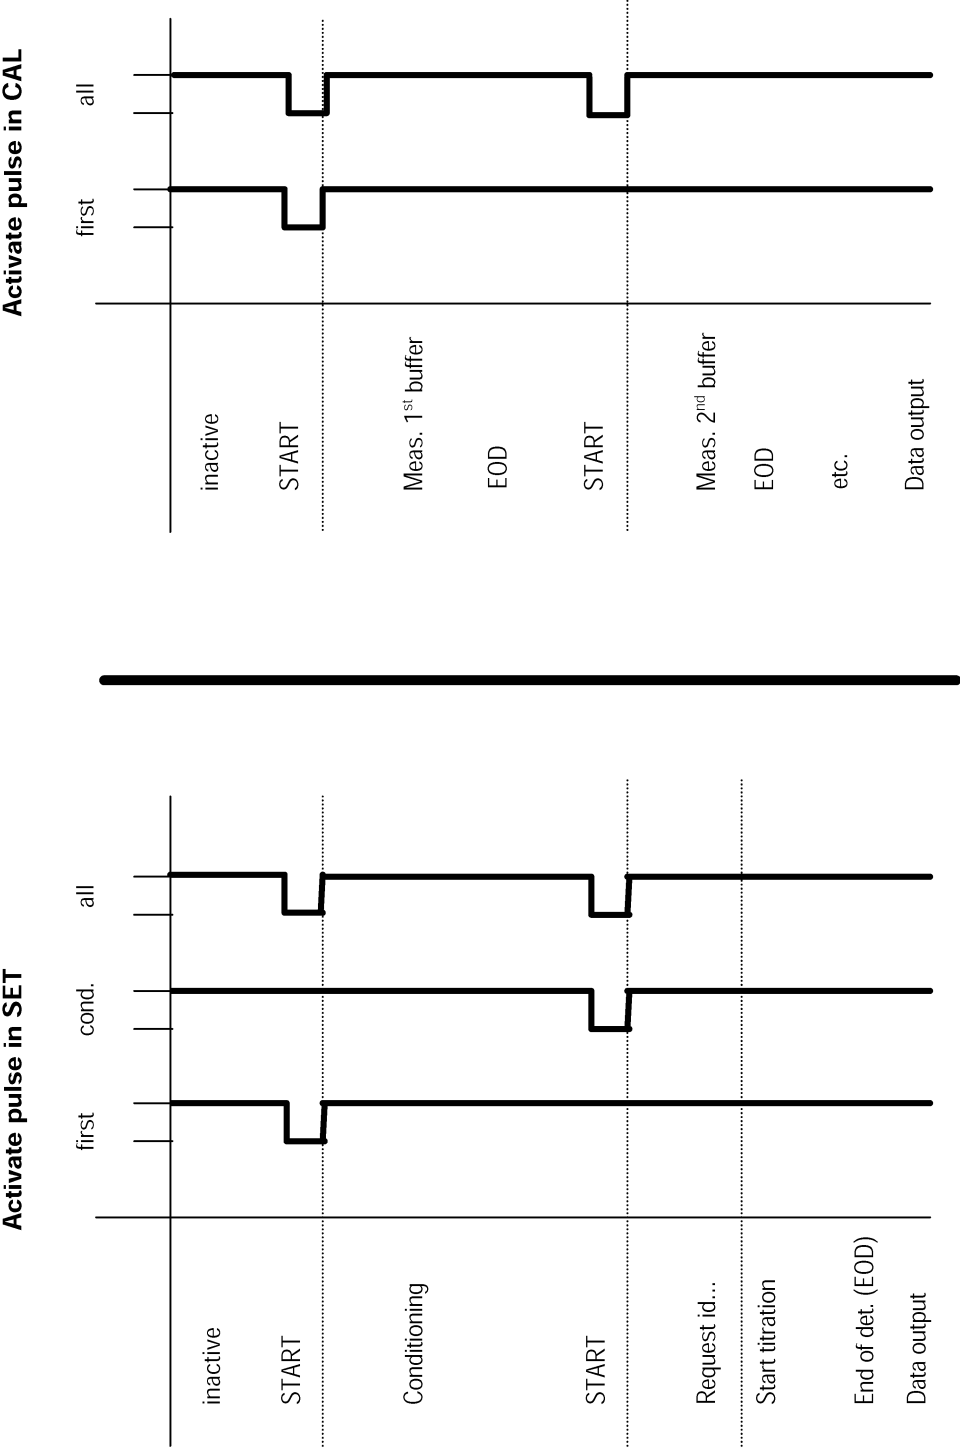 Activate pulse in CAL
all
first
inactive
START
Meas. 1st buffer
EOD
START
Meas. 2nd buffer
EOD
etc.
Data output
Activate pulse in SET
all
cond.
first
inactive
START
Conditioning
START
Request id...
Start titration
End of det. (EOD)
Data output